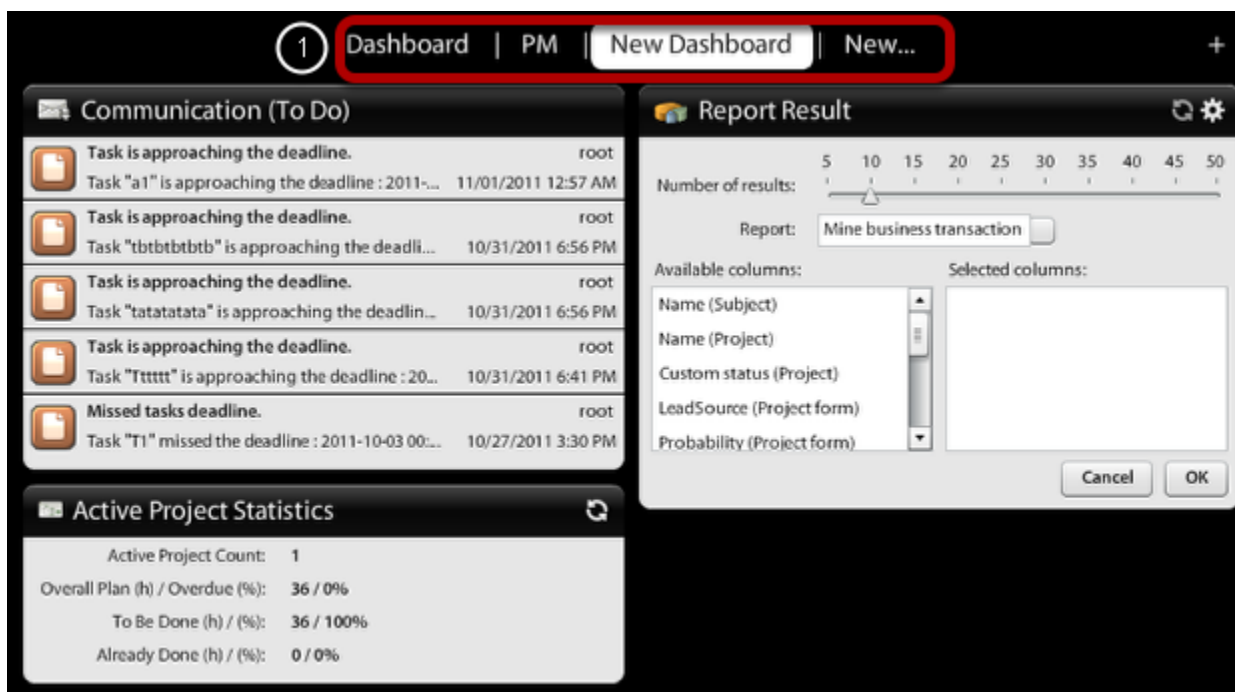 1 Dashboard | PM | New Dashboard | New... +
Communication (To Do)
Task is approaching the deadline. root
Task "a1" is approaching the deadline : 2011-... 11/01/2011 12:57 AM
Task is approaching the deadline. root
Task "tbtbtbtbtb" is approaching the deadli... 10/31/2011 6:56 PM
Task is approaching the deadline. root
Task "tatatatata" is approaching the deadlin... 10/31/2011 6:56 PM
Task is approaching the deadline. root
Task "Tttttt" is approaching the deadline : 20... 10/31/2011 6:41 PM
Missed tasks deadline. root
Task "T1" missed the deadline : 2011-10-03 00:... 10/27/2011 3:30 PM
Active Project Statistics
Active Project Count: 1
Overall Plan (h) / Overdue (%): 36 / 0%
To Be Done (h) / (%): 36 / 100%
Already Done (h) / (%): 0 / 0%
Report Result
5 10 15 20 25 30 35 40 45 50
Number of results:
Report: Mine business transaction
Available columns: Selected columns:
Name (Subject)
Name (Project)
Custom status (Project)
LeadSource (Project form)
Probability (Project form)
Cancel OK